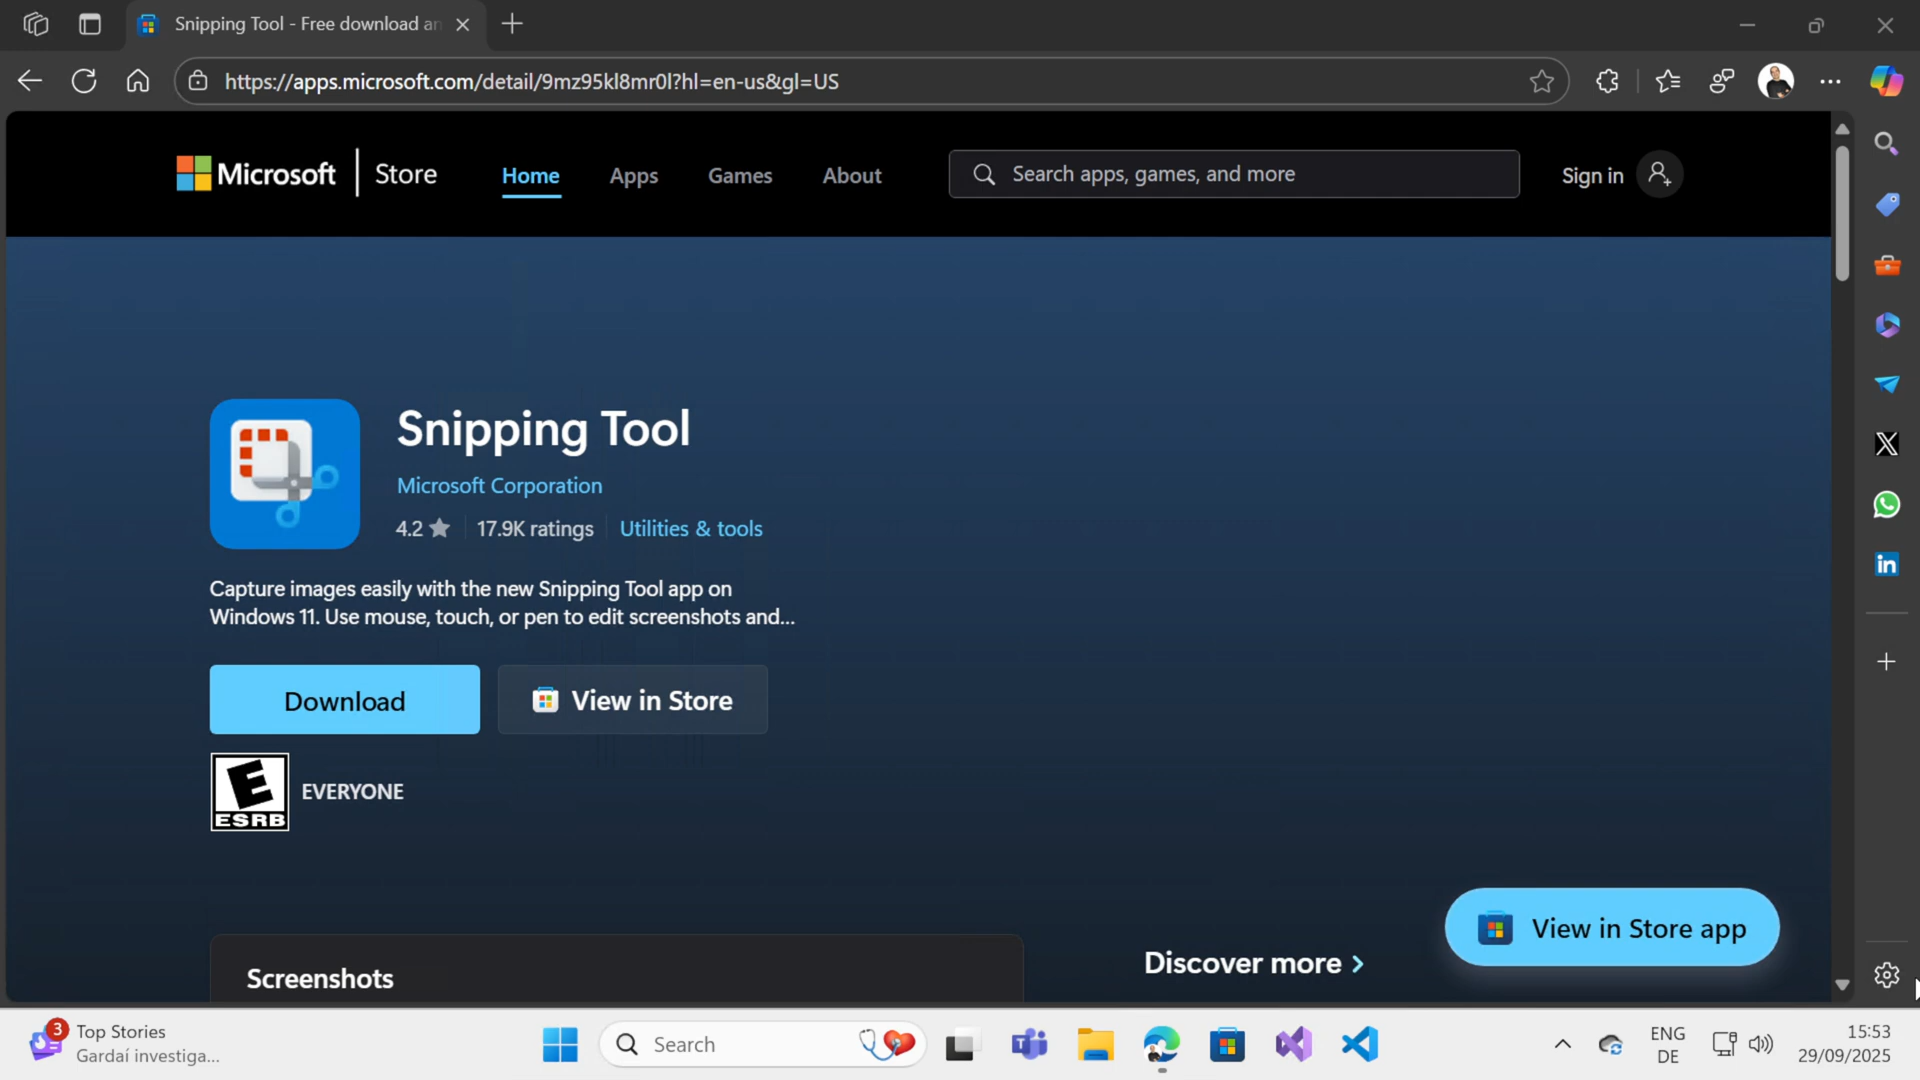 Snipping Tool - Free download an
https://apps.microsoft.com/detail/9mz95kl8mr0l?hl=en-us&gl=US
Microsoft | Store
Home
Apps
Games
About
Search apps, games, and more
Sign in
Snipping Tool
Microsoft Corporation
4.2
17.9K ratings
Utilities & tools
Capture images easily with the new Snipping Tool app on
Windows 11. Use mouse, touch, or pen to edit screenshots and...
Download
View in Store
E
ESRB
EVERYONE
Screenshots
Discover more
View in Store app
3
Top Stories
Gardaí investiga...
Search
ENG
DE
15:53
29/09/2025